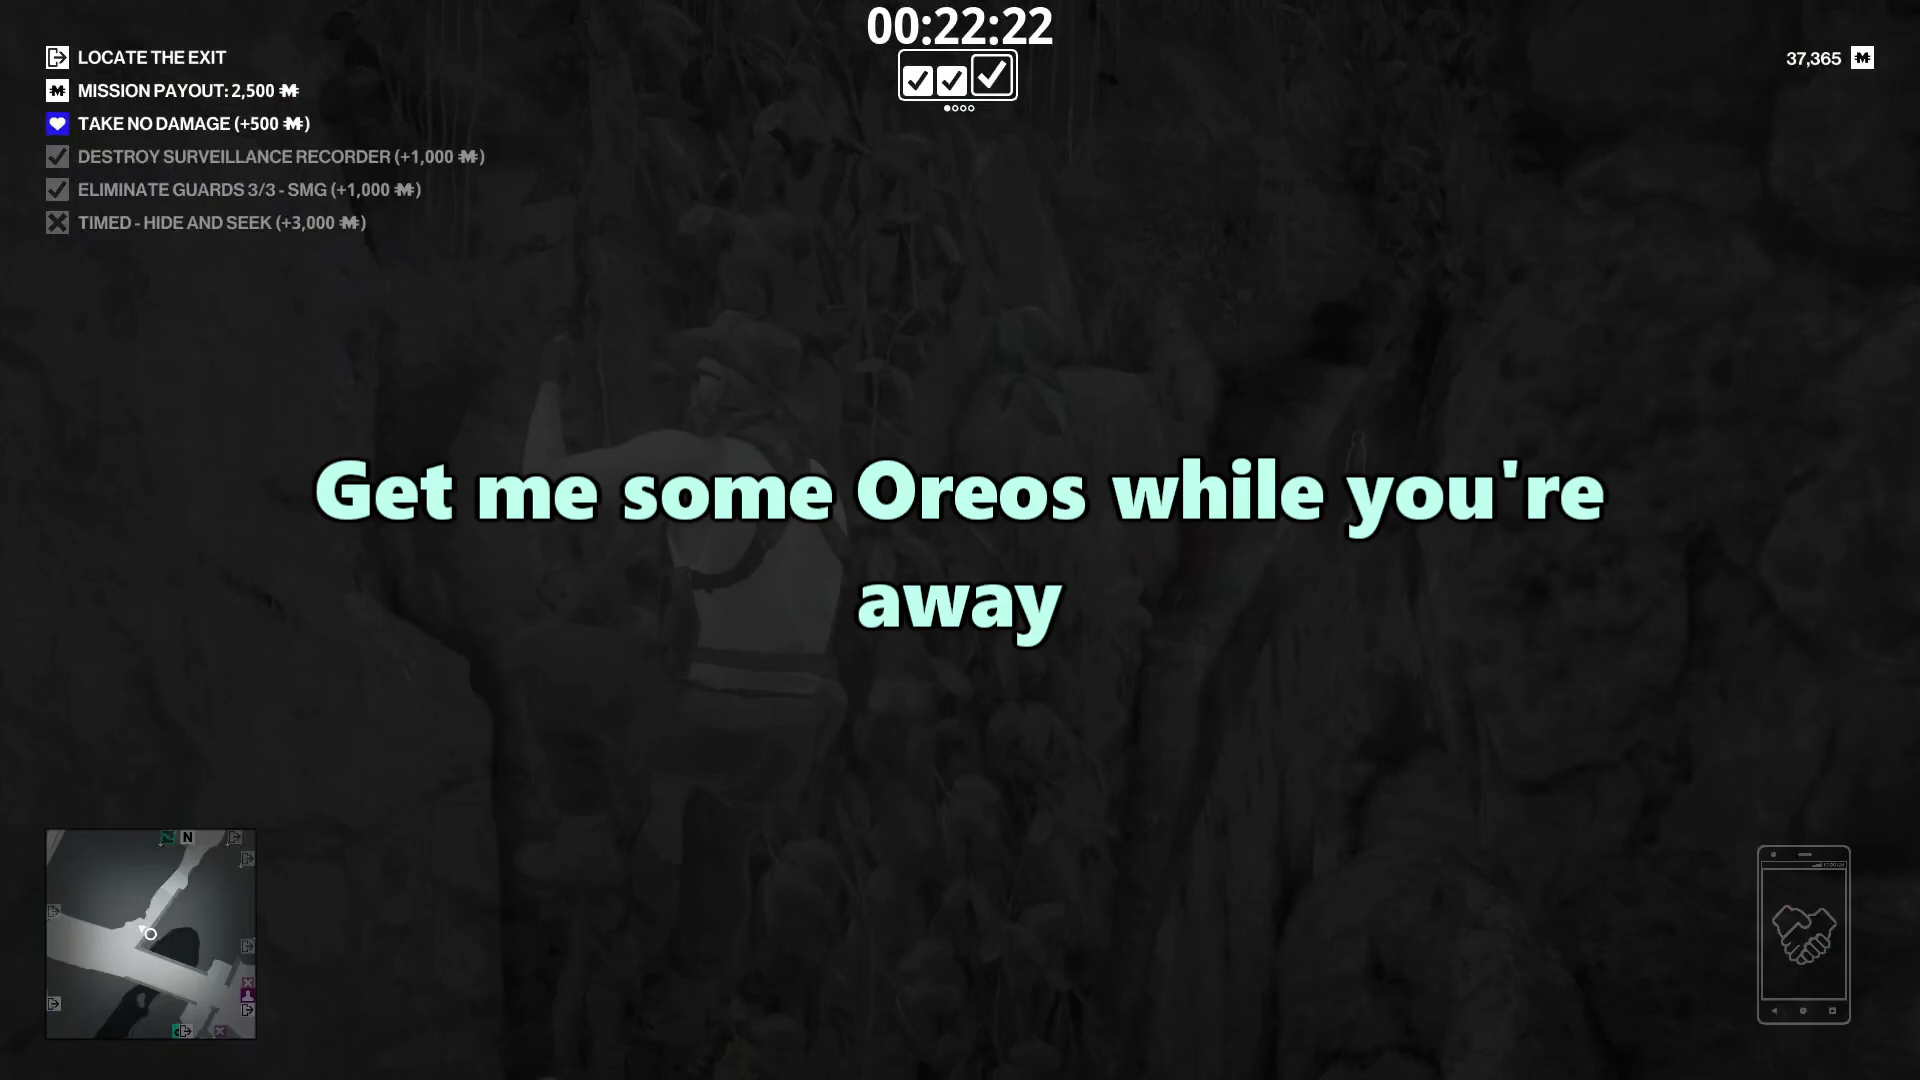 00:22:22
LOCATE THE EXIT
37,365
MISSION PAYOUT: 2,500
TAKE NO DAMAGE (+500 )
DESTROY SURVEILLANCE RECORDER (+1,000 )
ELIMINATE GUARDS 3/3 - SMG (+1,000 )
TIMED - HIDE AND SEEK (+3,000 )
Get me some Oreos while you're
away
N